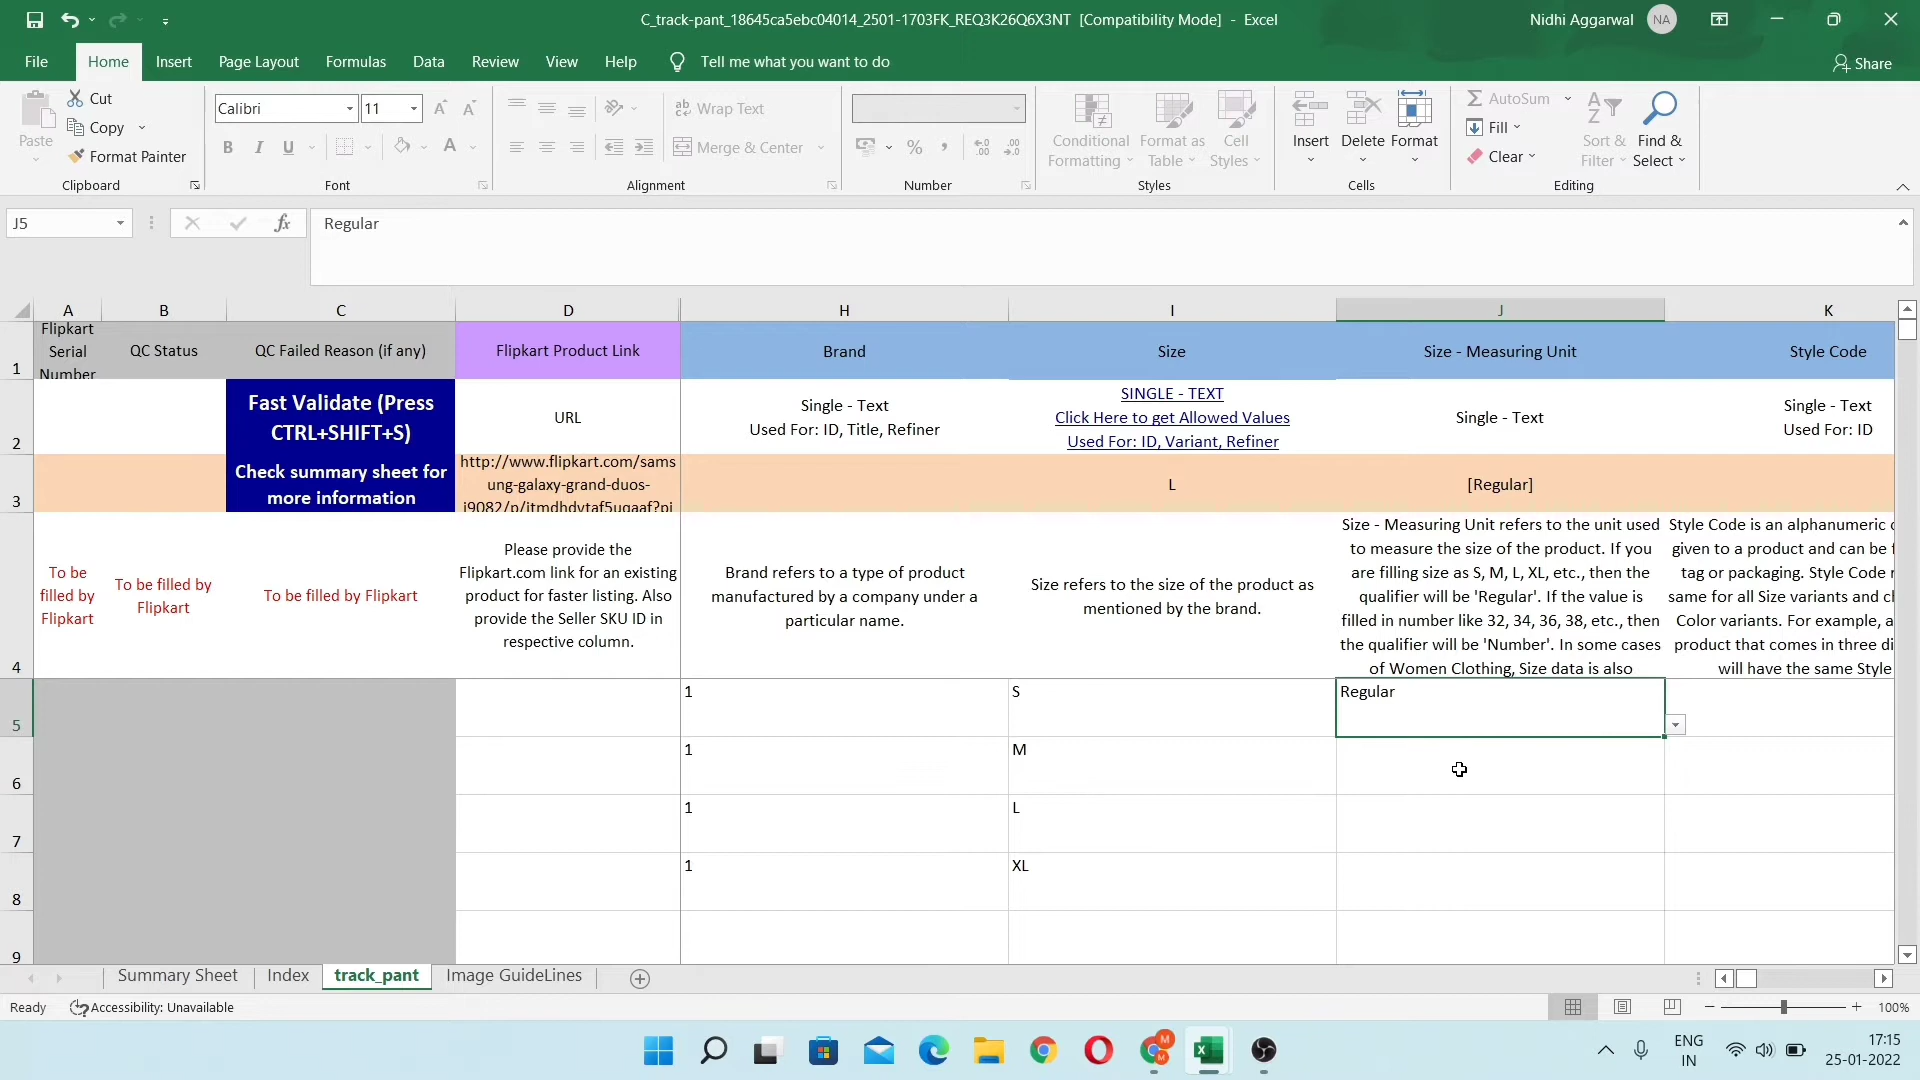 C_track-pant_18645ca5ebc04014_2501-1703FK_REQ3K26Q6X3NT [Compatibility Mode] - Excel
Nidhi Aggarwal NA
File Home Insert Page Layout Formulas Data Review View Help Tell me what you want to do Share
Paste
Cut
Copy
Format Painter
Clipboard
Calibri 11
B I U
Font
Wrap Text
Merge & Center
Alignment
Number
Conditional Formatting
Format as Table
Cell Styles
Styles
Insert Delete Format
Cells
AutoSum
Fill
Clear
Sort & Filter
Find & Select
Editing
J5 fx Regular
A B C D H I J K
1
Flipkart
Serial
Number
QC Status
QC Failed Reason (if any)
Flipkart Product Link
Brand
Size
Size - Measuring Unit
Style Code
2
Fast Validate (Press
CTRL+SHIFT+S)
URL
Single - Text
Used For: ID, Title, Refiner
SINGLE - TEXT
Click Here to get Allowed Values
Used For: ID, Variant, Refiner
Single - Text
Single - Text
Used For: ID
3
Check summary sheet for
more information
http://www.flipkart.com/sams
ung-galaxy-grand-duos-
i9082/p/itmdhdvtaf5uqaaf?pi
L
[Regular]
4
To be
filled by
Flipkart
To be filled by
Flipkart
To be filled by Flipkart
Please provide the
Flipkart.com link for an existing
product for faster listing. Also
provide the Seller SKU ID in
respective column.
Brand refers to a type of product
manufactured by a company under a
particular name.
Size refers to the size of the product as
mentioned by the brand.
Size - Measuring Unit refers to the unit used
to measure the size of the product. If you
are filling size as S, M, L, XL, etc., then the
qualifier will be 'Regular'. If the value is
filled in number like 32, 34, 36, 38, etc., then
the qualifier will be 'Number'. In some cases
of Women Clothing, Size data is also
Style Code is an alphanumeric
given to a product and can be
tag or packaging. Style Code
same for all Size variants and
Color variants. For example, a
product that comes in three
will have the same Style
5 1 S Regular
6 1 M
7 1 L
8 1 XL
9
Summary Sheet Index track_pant Image GuideLines
Ready Accessibility: Unavailable 100%
ENG
IN
17:15
25-01-2022